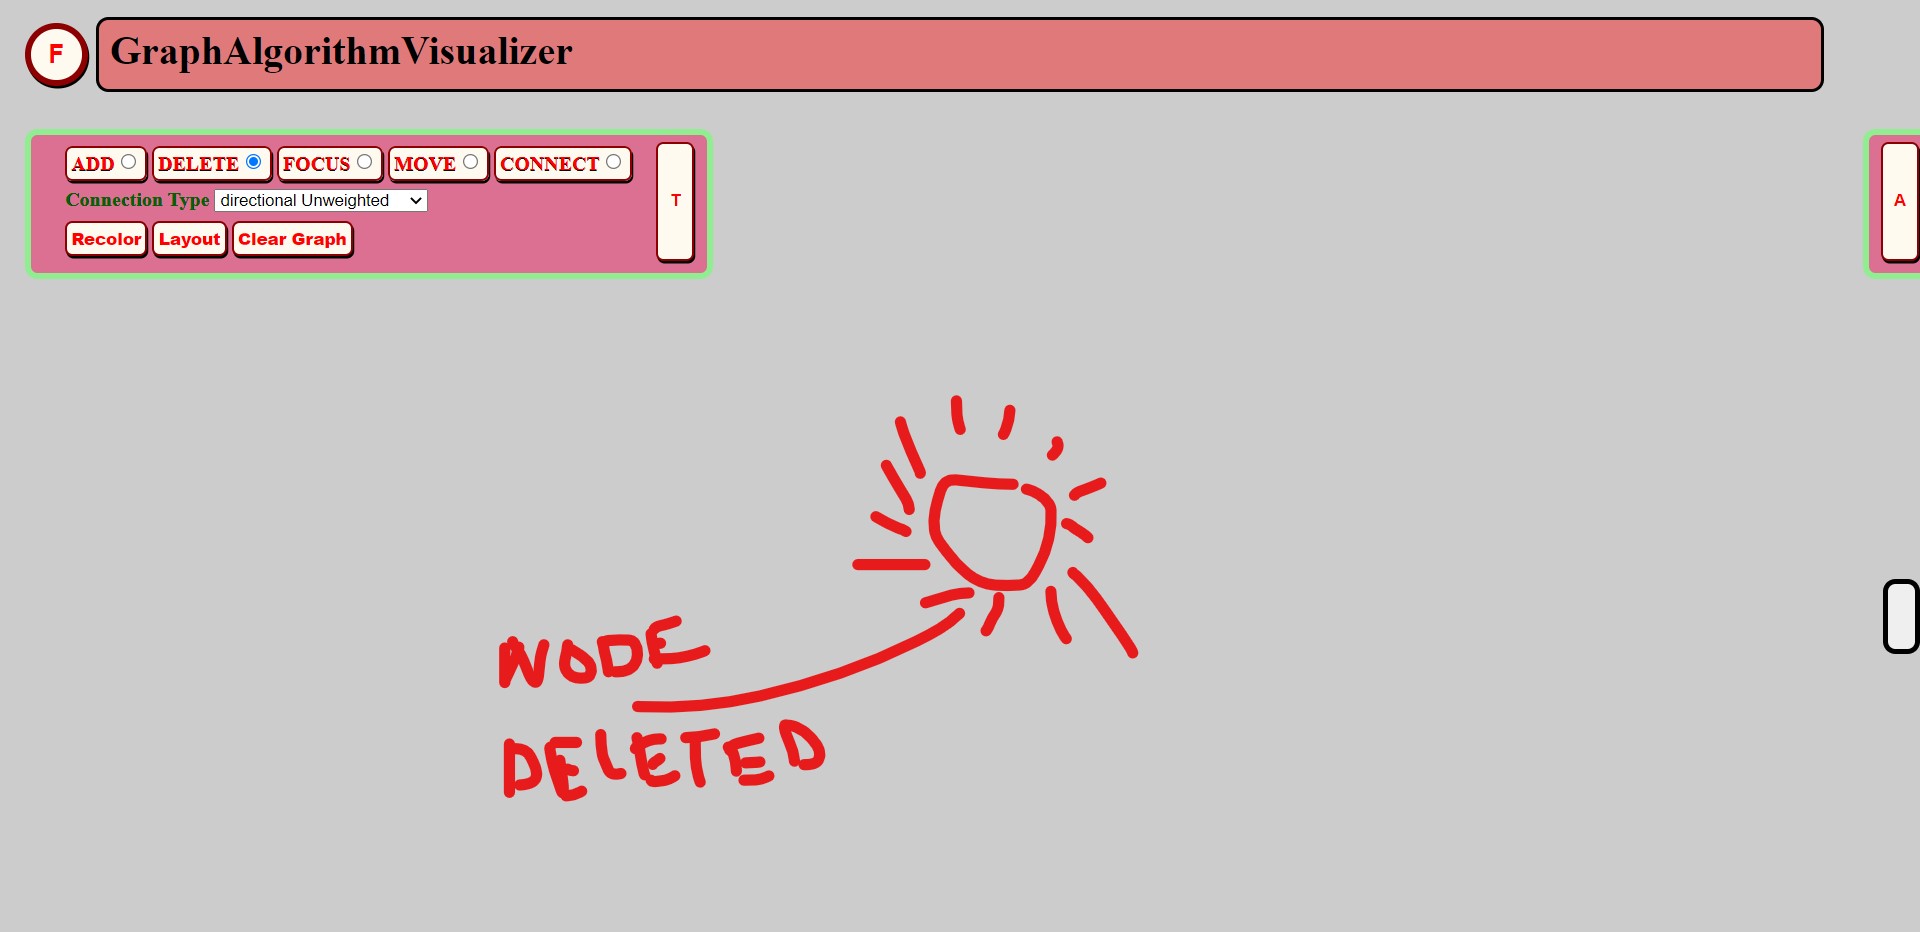 F GraphAlgorithmVisualizer
ADD DELETE FOCUS MOVE CONNECT
Connection Type directional Unweighted
T
A
Recolor Layout Clear Graph
NODE
DELETED